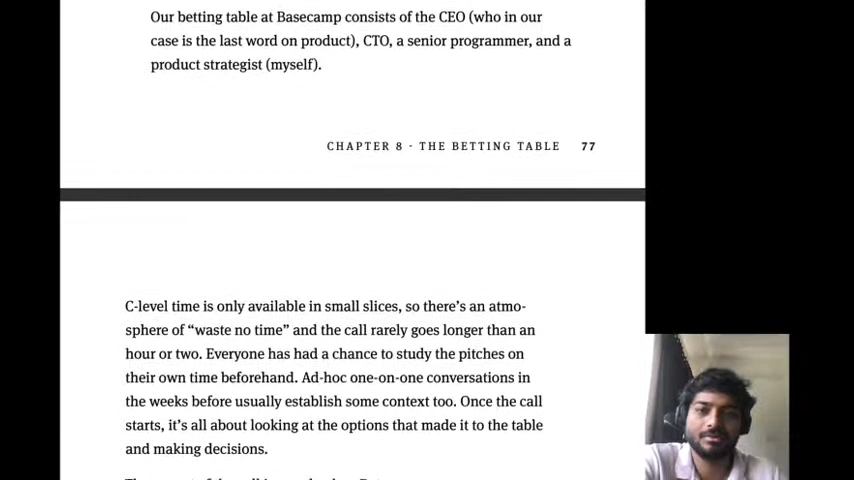 Our betting table at Basecamp consists of the CEO (who in our
case is the last word on product), CTO, a senior programmer, and a
product strategist (myself).
CHAPTER 8 - THE BETTING TABLE 77
C-level time is only available in small slices, so there’s an atmo-
sphere of “waste no time” and the call rarely goes longer than an
hour or two. Everyone has had a chance to study the pitches on
their own time beforehand. Ad-hoc one-on-one conversations in
the weeks before usually establish some context too. Once the call
starts, it’s all about looking at the options that made it to the table
and making decisions.